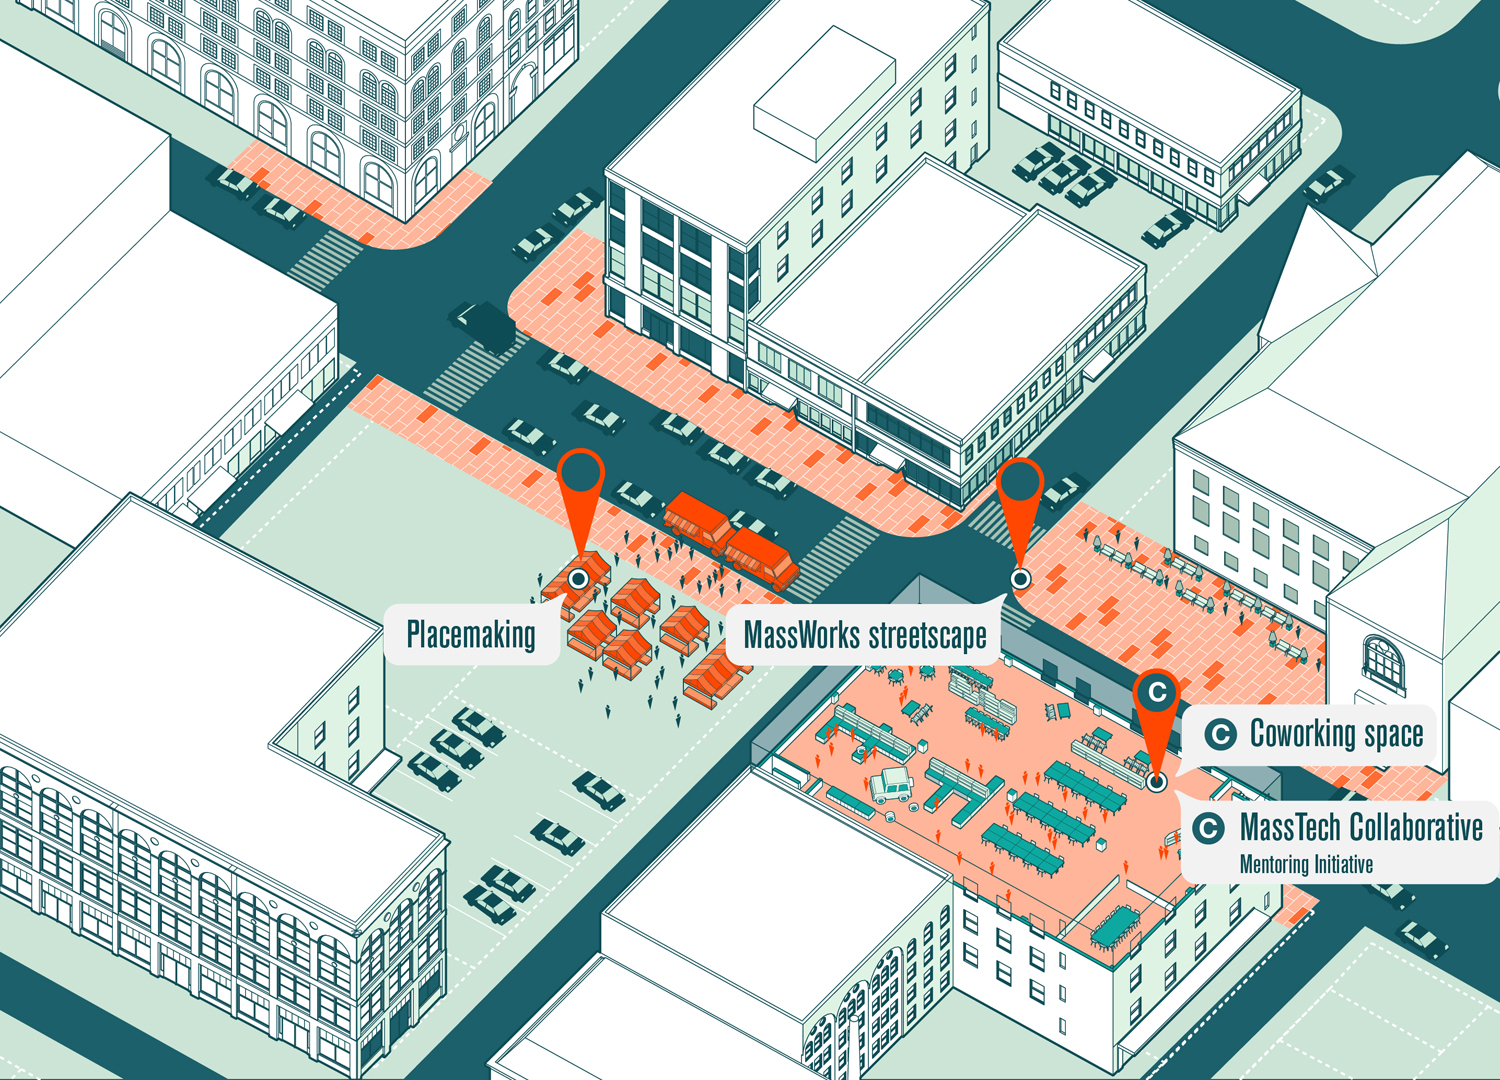 Placemaking
MassWorks streetscape
C
C Coworking space
C MassTech Collaborative
Mentoring Initiative